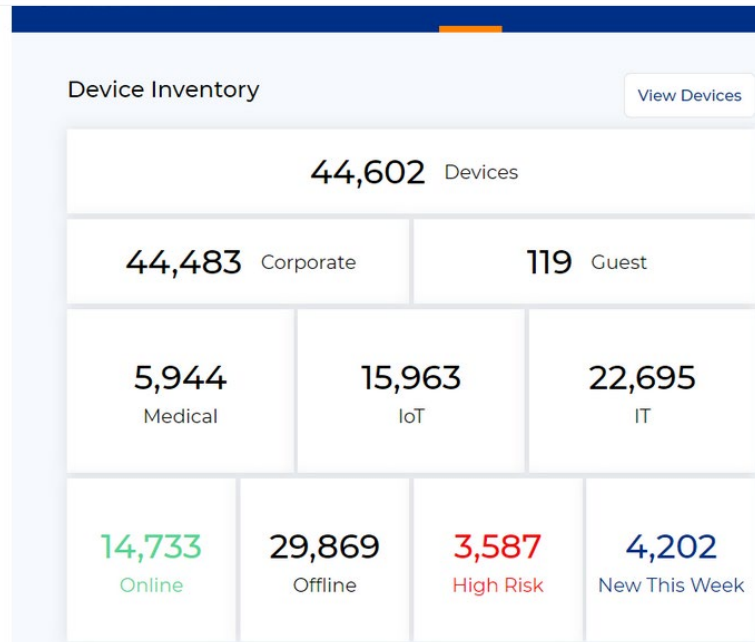 Device Inventory
View Devices
44,602 Devices
44,483 Corporate
119 Guest
5,944
Medical
15,963
IoT
22,695
IT
14,733
Online
29,869
Offline
3,587
High Risk
4,202
New This Week